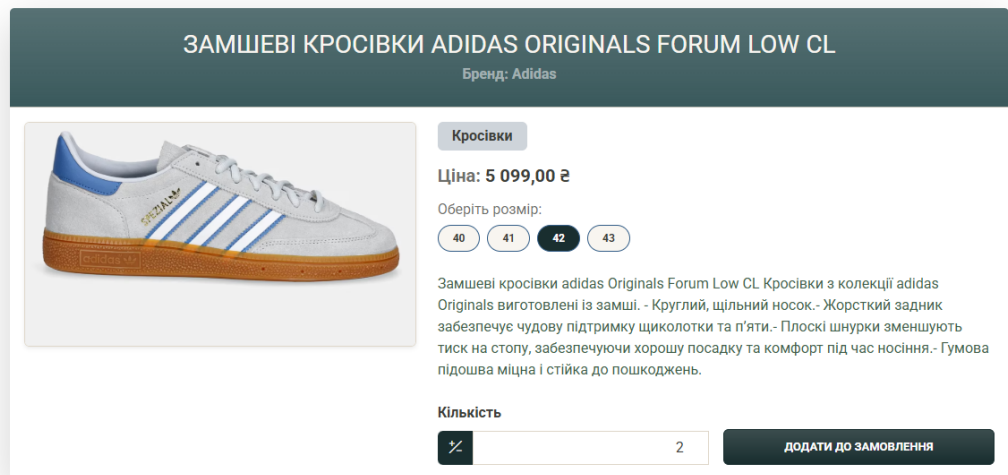 ЗАМШЕВІ КРОСІВКИ ADIDAS ORIGINALS FORUM LOW CL
Бренд: Adidas
SPEZIAL
adidas
Кросівки
Ціна: 5 099,00 ₴
Оберіть розмір:
40 41 42 43
Замшеві кросівки adidas Originals Forum Low CL Кросівки з колекції adidas
Originals виготовлені із замші. - Круглий, щільний носок.- Жорсткий задник
забезпечує чудову підтримку щиколотки та п'яти.- Плоскі шнурки зменшують
тиск на стопу, забезпечуючи хорошу посадку та комфорт під час носіння.- Гумова
підошва міцна і стійка до пошкоджень.
Кількість
2
ДОДАТИ ДО ЗАМОВЛЕННЯ